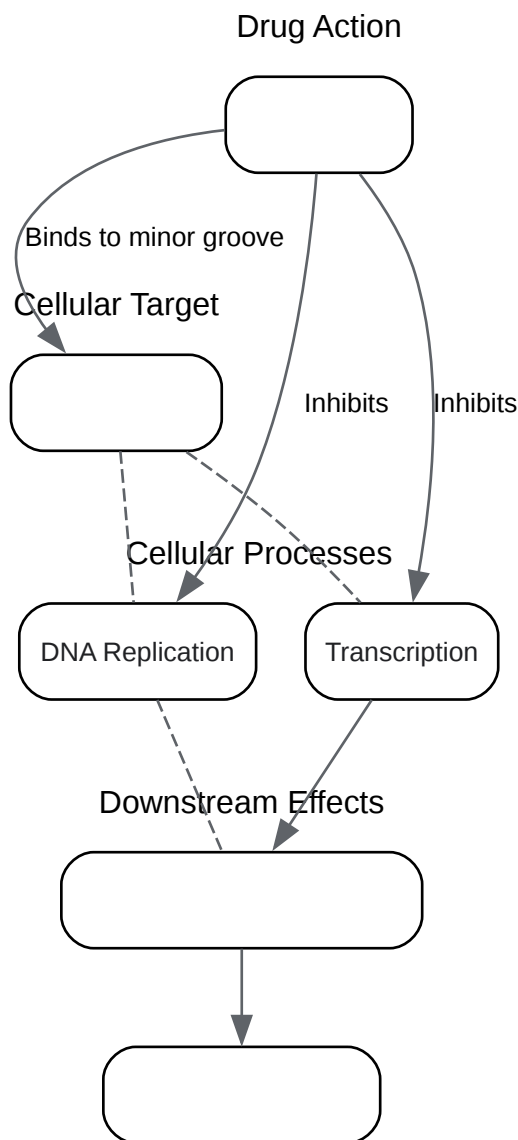 Drug Action
Binds to minor groove
Cellular Target
Inhibits
Inhibits
Cellular Processes
DNA Replication
Transcription
Downstream Effects